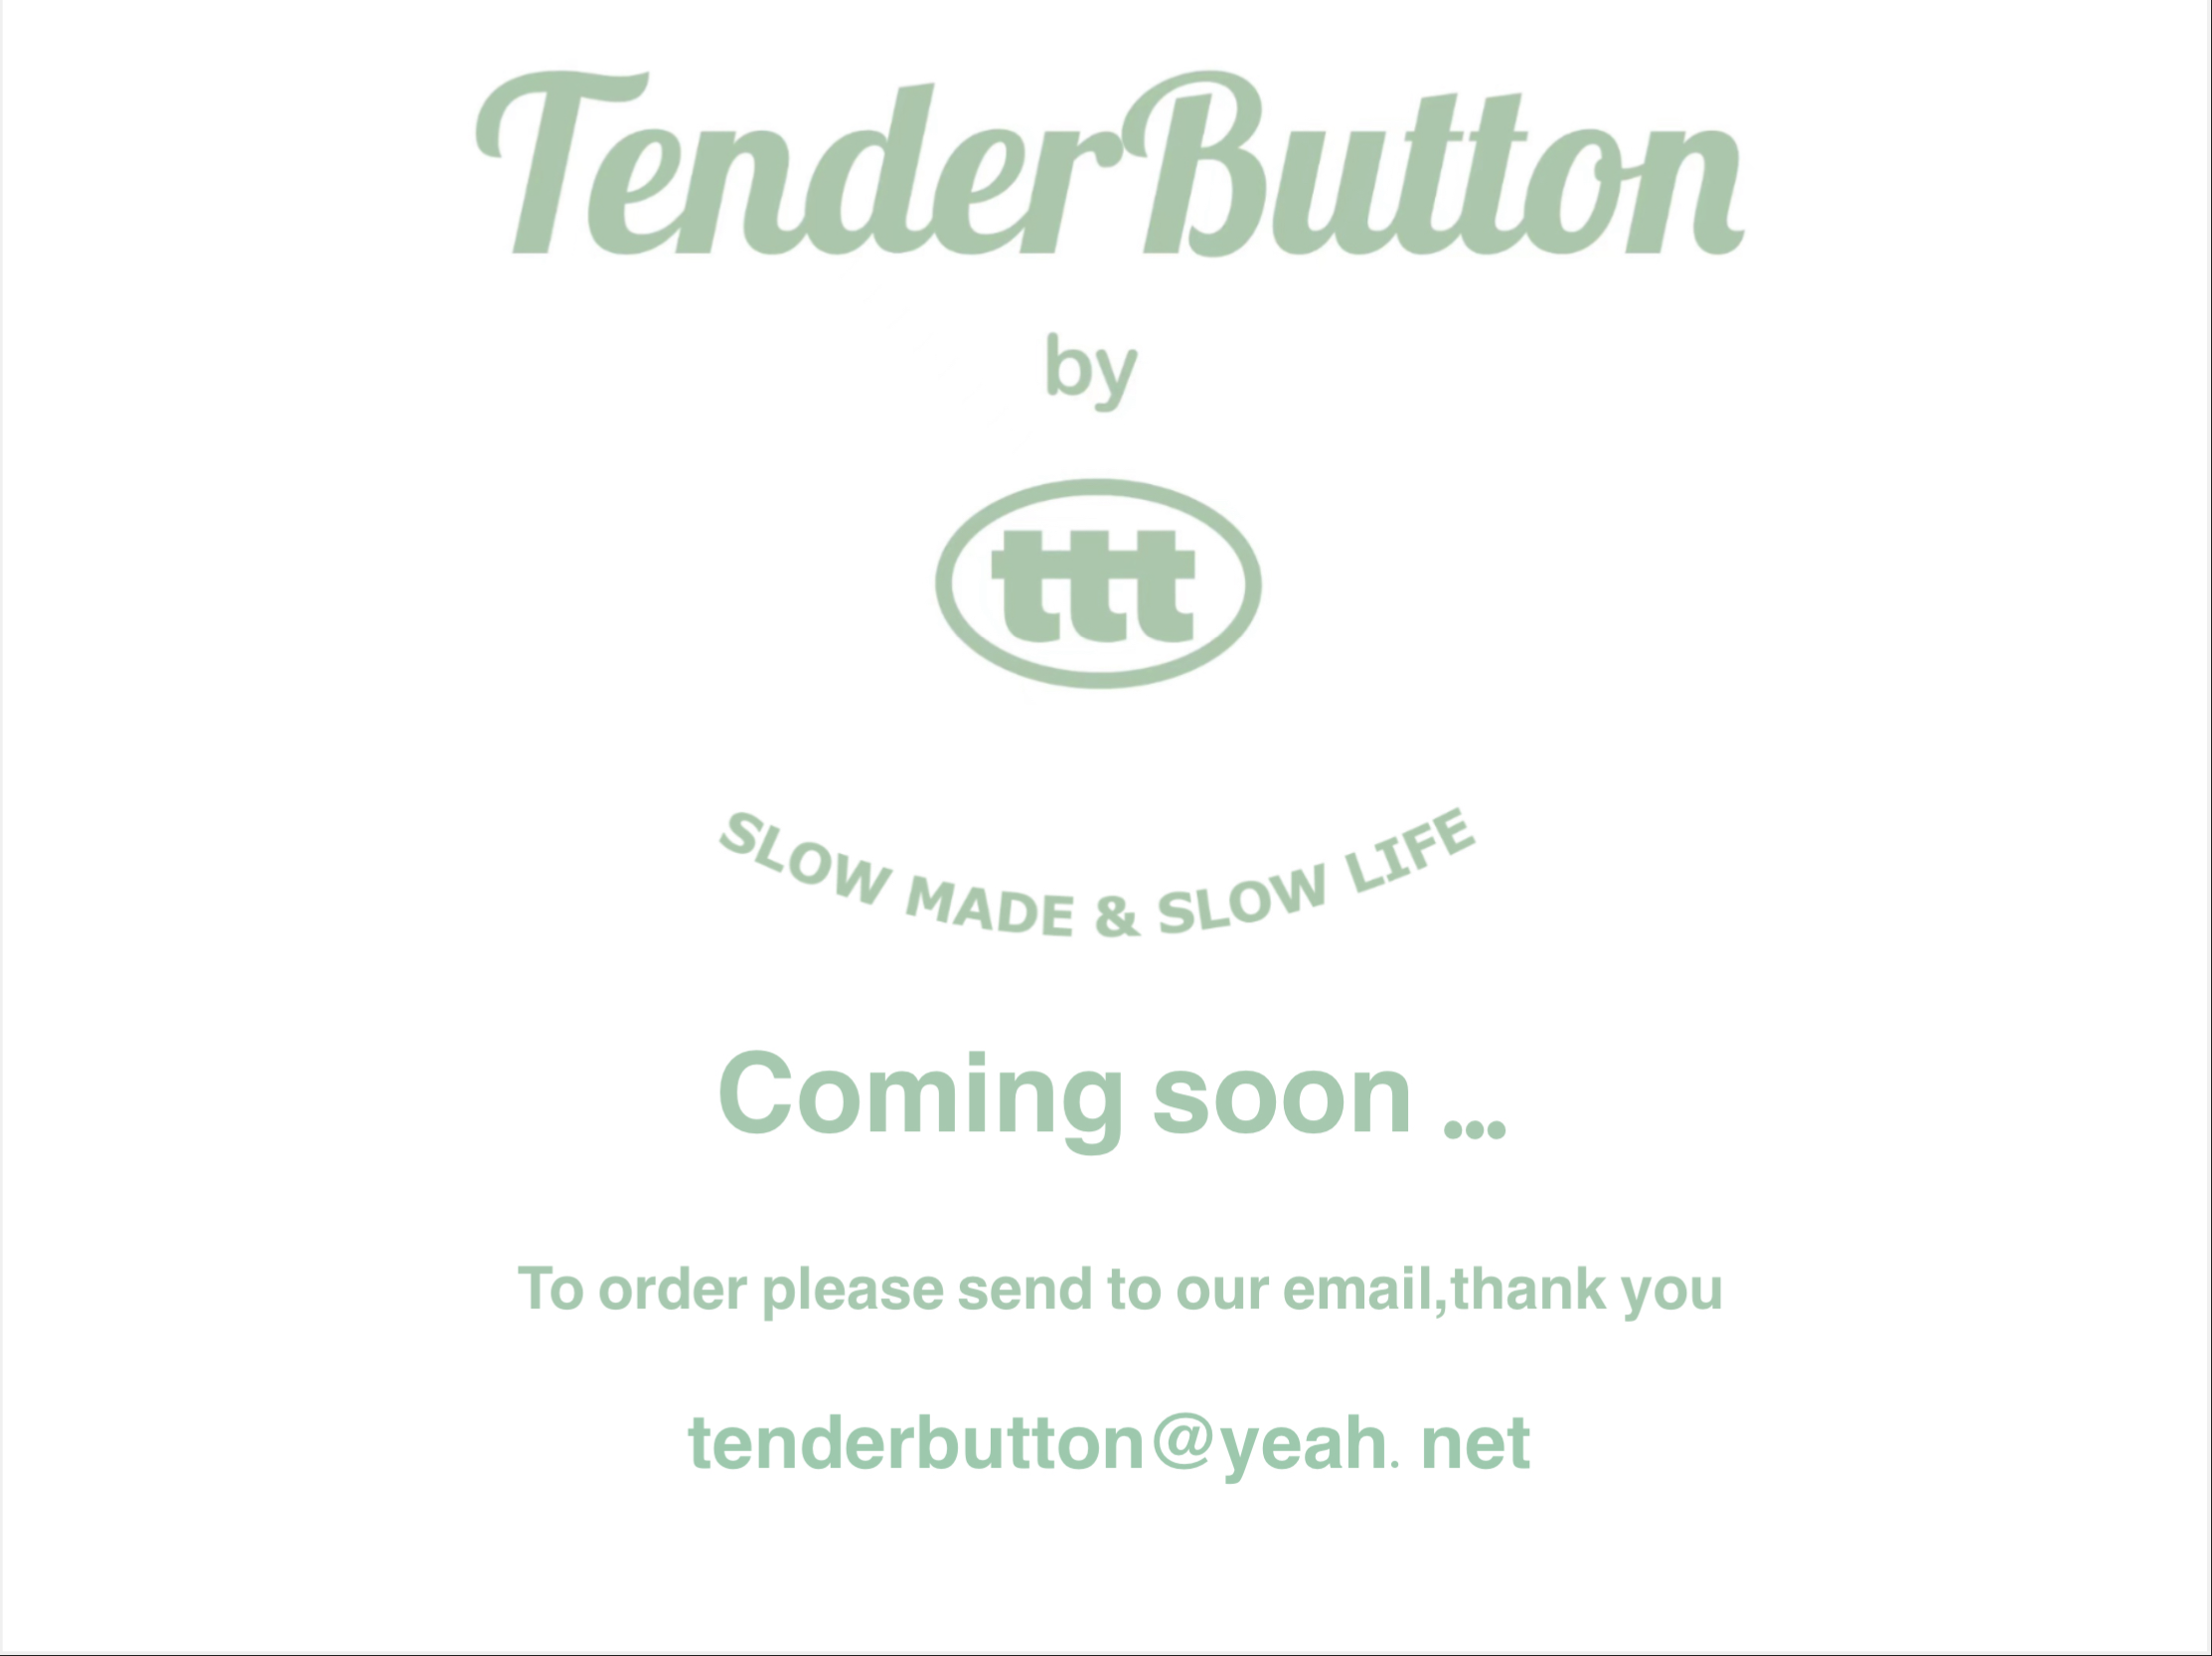 TenderButton
by
ttt
SLOW MADE & SLOW LIFE
Coming soon ...
To order please send to our email,thank you
tenderbutton@yeah. net